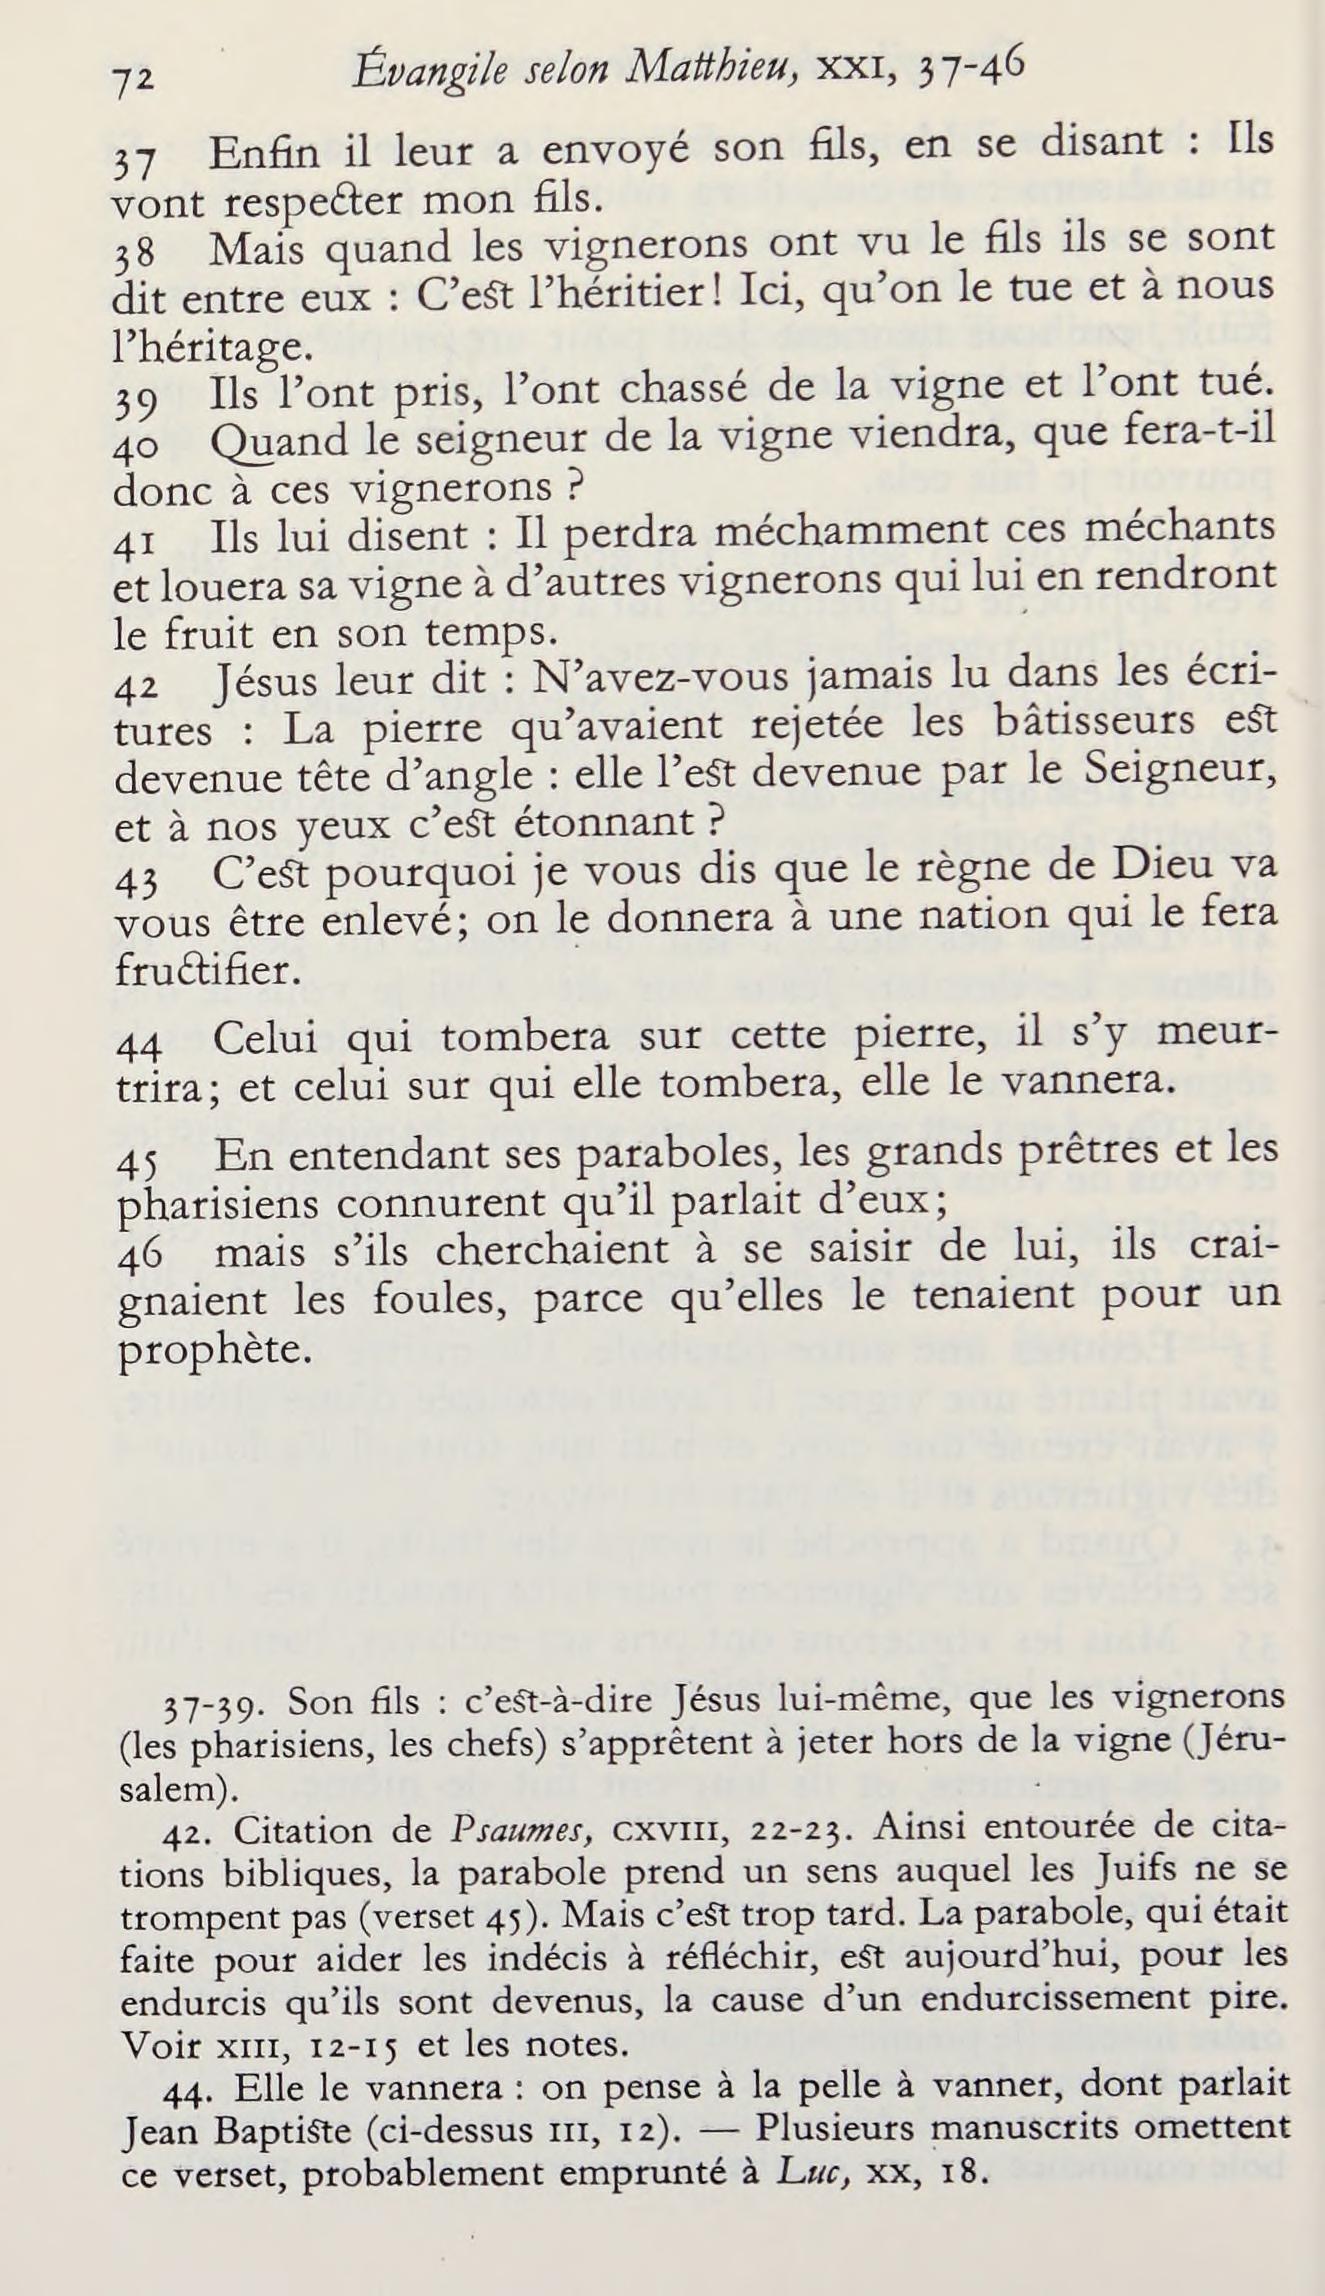 72 Évangile selon Matthieu, XXI, 37-46
37 Enfin il leur a envoyé son fils, en se disant : Ils
vont respecter mon fils.
38 Mais quand les vignerons ont vu le fils ils se sont
dit entre eux : C’est l’héritier! Ici, qu’on le tue et à nous
l’héritage.
39 Ils l’ont pris, l’ont chassé de la vigne et l’ont tué.
40 Quand le seigneur de la vigne viendra, que fera-t-il
donc à ces vignerons ?
41 Ils lui disent : Il perdra méchamment ces méchants
et louera sa vigne à d’autres vignerons qui lui en rendront
le fruit en son temps.
42 Jésus leur dit : N’avez-vous jamais lu dans les écri-
tures : La pierre qu’avaient rejetée les bâtisseurs est
devenue tête d’angle : elle l’est devenue par le Seigneur,
et à nos yeux c’est étonnant ?
43 C’est pourquoi je vous dis que le règne de Dieu va
vous être enlevé; on le donnera à une nation qui le fera
fructifier.
44 Celui qui tombera sur cette pierre, il s’y meur-
trira; et celui sur qui elle tombera, elle le vannera.
45 En entendant ses paraboles, les grands prêtres et les
pharisiens connurent qu’il parlait d’eux;
46 mais s’ils cherchaient à se saisir de lui, ils crai-
gnaient les foules, parce qu’elles le tenaient pour un
prophète.
37-39. Son fils : c’est-à-dire Jésus lui-même, que les vignerons
(les pharisiens, les chefs) s’apprêtent à jeter hors de la vigne (Jéru-
salem).
42. Citation de Psaumes, CXVIII, 22-23. Ainsi entourée de cita-
tions bibliques, la parabole prend un sens auquel les Juifs ne se
trompent pas (verset 45). Mais c’est trop tard. La parabole, qui était
faite pour aider les indécis à réfléchir, est aujourd’hui, pour les
endurcis qu’ils sont devenus, la cause d’un endurcissement pire.
Voir XIII, 12-15 et les notes.
44. Elle le vannera : on pense à la pelle à vanner, dont parlait
Jean Baptiste (ci-dessus III, 12). — Plusieurs manuscrits omettent
ce verset, probablement emprunté à Luc, XX, 18.